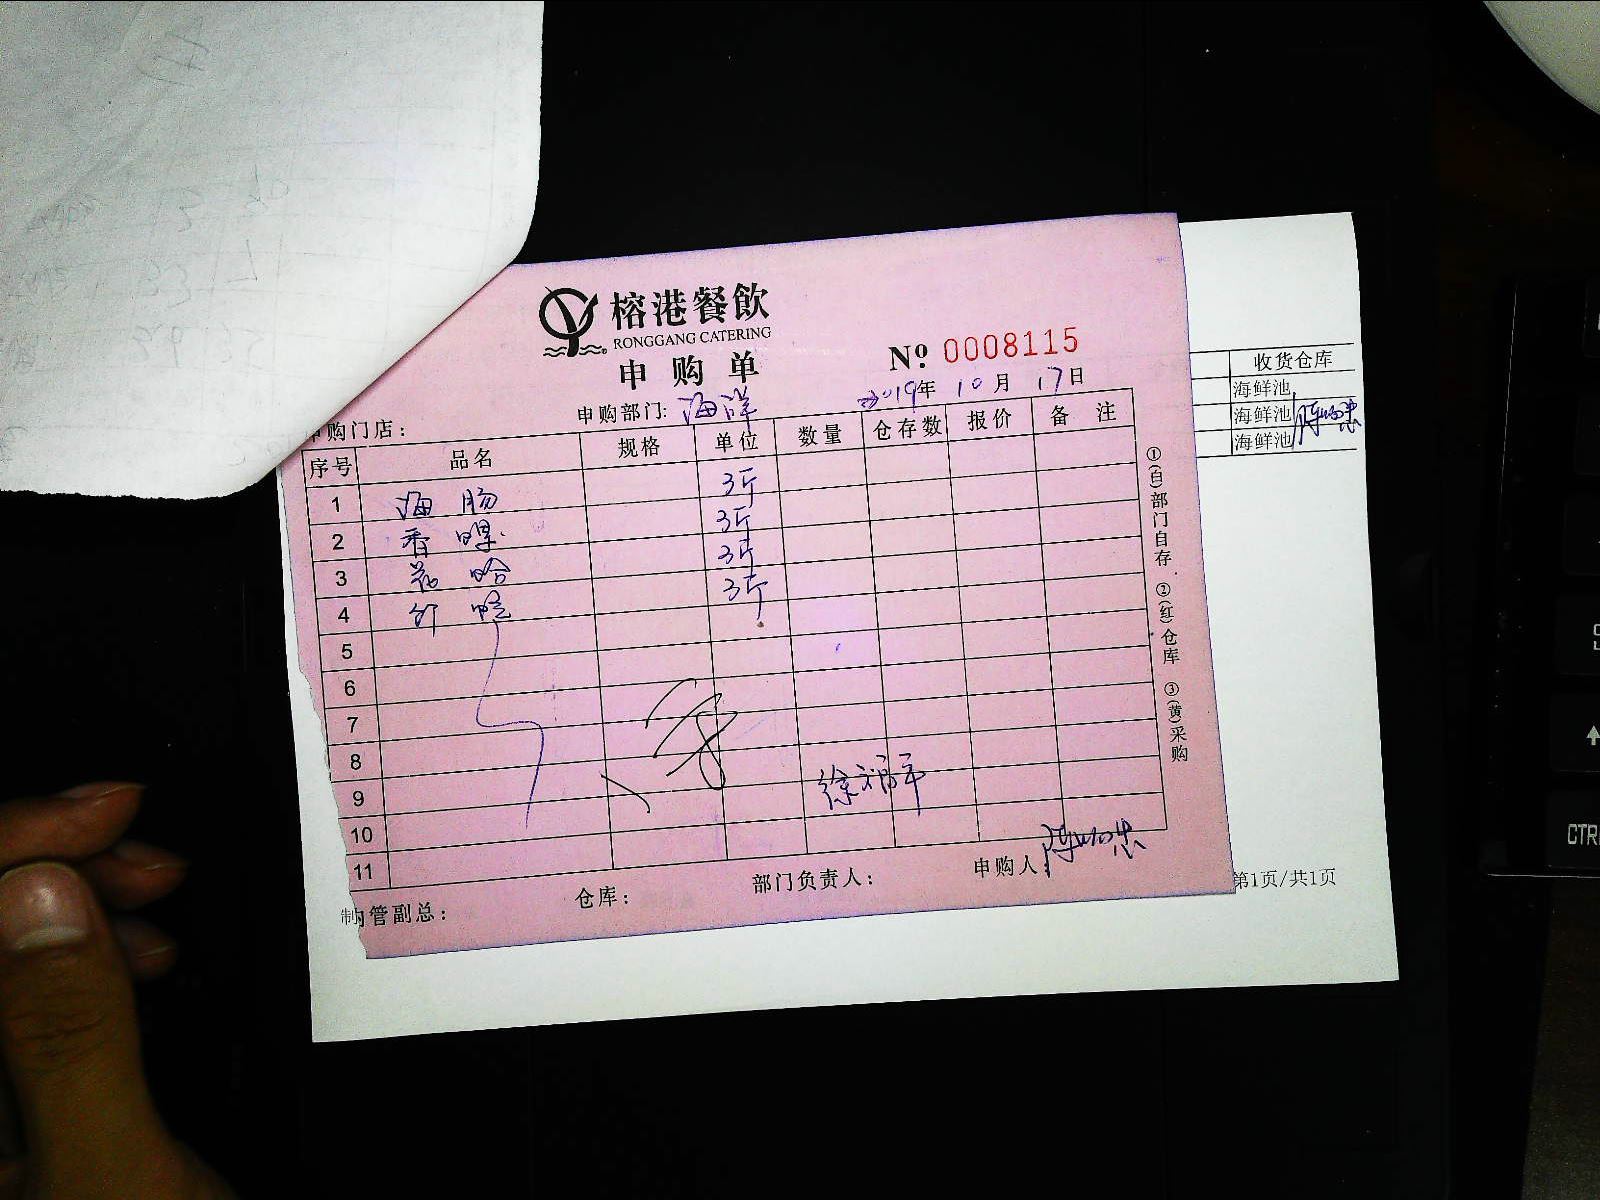 榕港餐飲
RONGGANG CATERING
申购单
№ 0008115
申购门店: 申购部门: 海鲜 2019年 10月 17日
序号 品名 规格 单位 数量 仓存数 报价 备注
1 海肠 3斤
2 香螺 3斤
3 花哈 3斤
4 3斤
5
6
7
8
9
10
11
徐福平
制 内管副总: 仓库: 部门负责人: 申购人:
①(白)部门自存 ②(红)仓库 ③(黄)采购
收货仓库
海鲜池
海鲜池
海鲜池
第1页/共1页
CTR